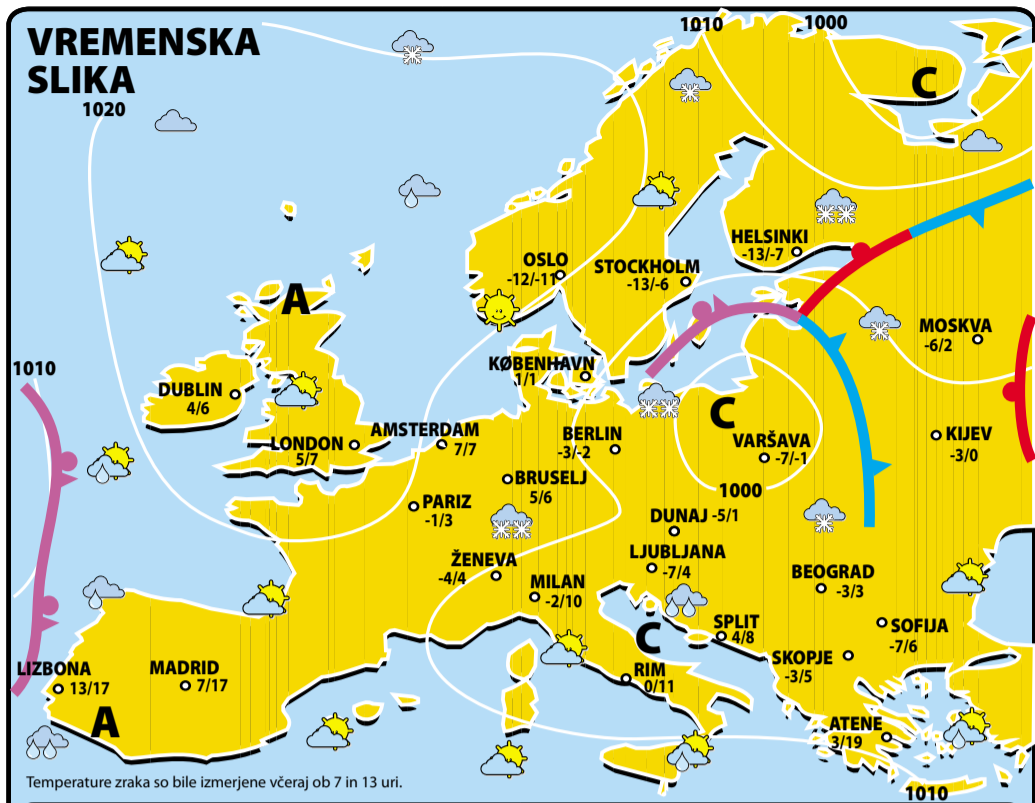 VREMENSKA
SLIKA
1020
1010
1000
C
HELSINKI
-13/-7
OSLO
-12/-11
STOCKHOLM
-13/-6
A
MOSKVA
-6/2
1010
KØBENHAVN
1/1
DUBLIN
4/6
C
LONDON
5/7
AMSTERDAM
7/7
BERLIN
-3/-2
VARŠAVA
-7/-1
KIJEV
-3/0
BRUSELJ
5/6
PARIZ
-1/3
1000
DUNAJ -5/1
LJUBLJANA
-7/4
ŽENEVA
-4/4
MILAN
-2/10
BEOGRAD
-3/3
SPLIT
4/8
C
SOFIJA
-7/6
SKOPJE
-3/5
LIZBONA
13/17
MADRID
7/17
RIM
0/11
A
ATENE
3/19
Temperature zraka so bile izmerjene včeraj ob 7 in 13 uri.
1010